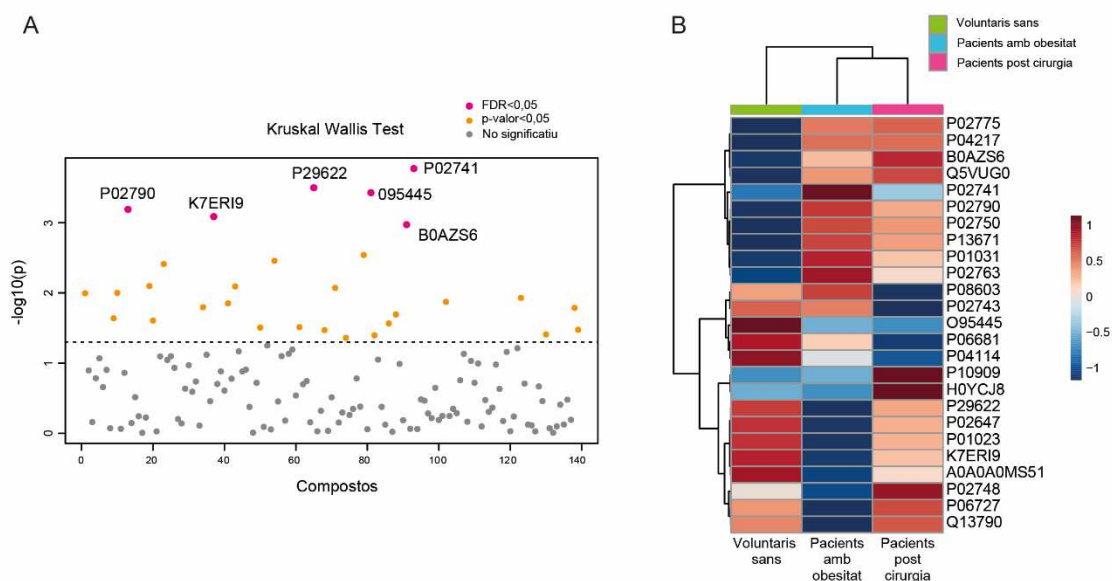 A
Kruskal Wallis Test
FDR<0,05
p-valor<0,05
No significatiu
P02741
P29622
095445
P02790
K7ERI9
B0AZS6
-log10(p)
3
2
1
0
0
20
40
60
80
100
120
140
Compostos
B
Voluntaris sans
Pacients amb obesitat
Pacients post cirurgia
P02775
P04217
B0AZS6
Q5VUG0
P02741
P02790
P02750
P13671
P01031
P02763
P08603
P02743
O95445
P06681
P04114
P10909
H0YCJ8
P29622
P02647
P01023
K7ERI9
A0A0A0MS51
P02748
P06727
Q13790
1
0.5
0
−0.5
−1
Voluntaris
sans
Pacients
amb
obesitat
Pacients
post
cirurgia